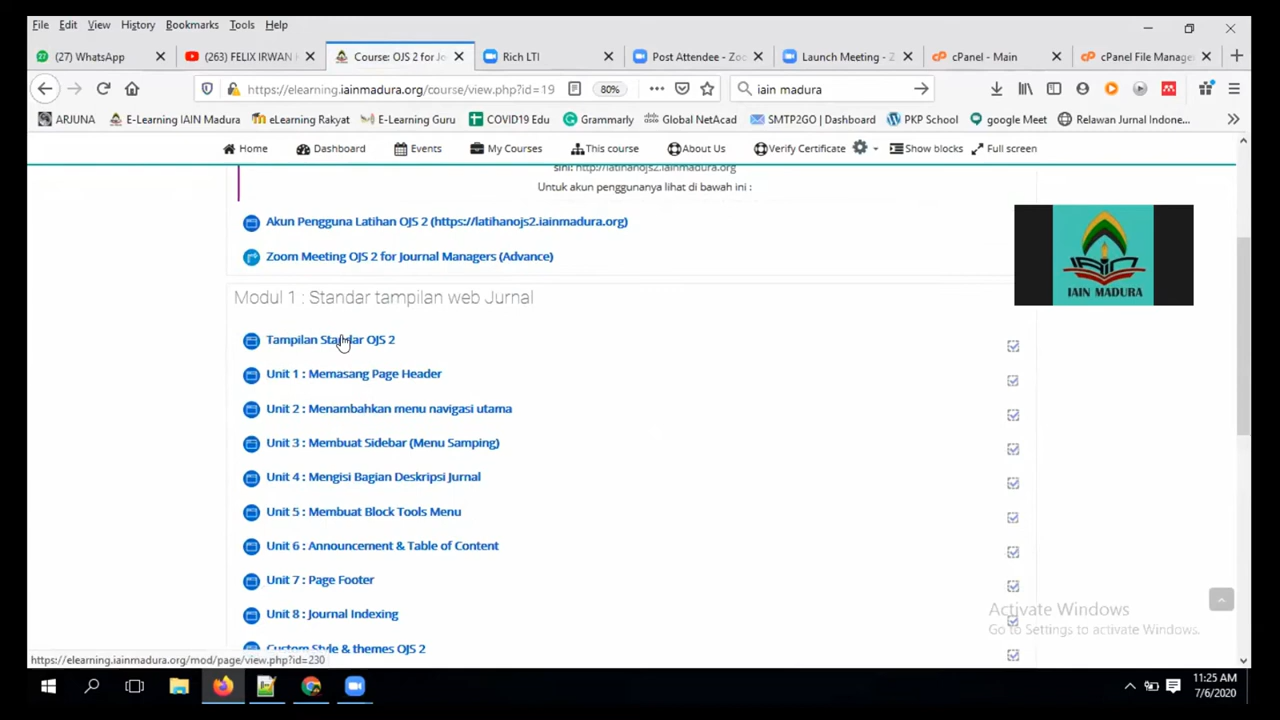 File Edit View History Bookmarks Tools Help
(27) WhatsApp
(263) FELIX IRWAN
Course: OJS 2 for Jo
Rich LTI
Post Attendee - Zoo
Launch Meeting - Z
cPanel - Main
cPanel File Manage
https://elearning.iainmadura.org/course/view.php?id=19
80%
iain madura
ARJUNA
E-Learning IAIN Madura
eLearning Rakyat
E-Learning Guru
COVID19 Edu
Grammarly
Global NetAcad
SMTP2GO | Dashboard
PKP School
google Meet
Relawan Jurnal Indone...
Home
Dashboard
Events
My Courses
This course
About Us
Verify Certificate
Show blocks
Full screen
sini: http://latihanojs2.iainmadura.org
Untuk akun penggunanya lihat di bawah ini :
Akun Pengguna Latihan OJS 2 (https://latihanojs2.iainmadura.org)
Zoom Meeting OJS 2 for Journal Managers (Advance)
IAIN MADURA
Modul 1 : Standar tampilan web Jurnal
Tampilan Standar OJS 2
Unit 1 : Memasang Page Header
Unit 2 : Menambahkan menu navigasi utama
Unit 3 : Membuat Sidebar (Menu Samping)
Unit 4 : Mengisi Bagian Deskripsi Jurnal
Unit 5 : Membuat Block Tools Menu
Unit 6 : Announcement & Table of Content
Unit 7 : Page Footer
Unit 8 : Journal Indexing
Custom Style & themes OJS 2
Activate Windows
Go to Settings to activate Windows.
https://elearning.iainmadura.org/mod/page/view.php?id=230
11:25 AM
7/6/2020